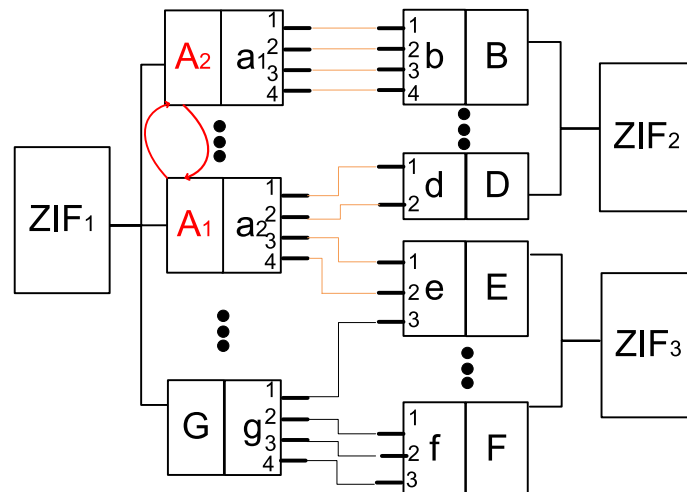 A2 a1 1 2 3 4
1 2 3 4 b B
ZIF2
1 2 d D
ZIF1
A1 a2 1 2 3 4
1 2 3 e E
ZIF3
G g 1 2 3 4
1 2 3 f F